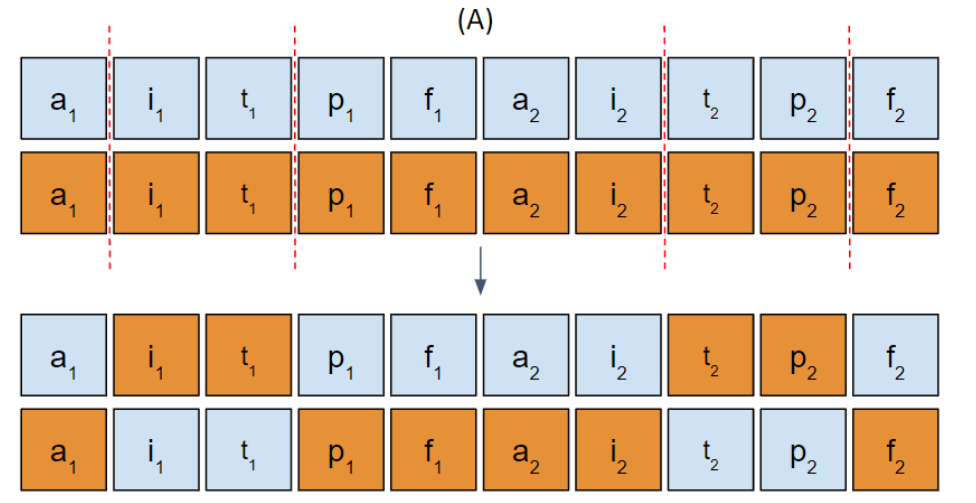 (A)
a₁ i₁ t₁ p₁ f₁ a₂ i₂ t₂ p₂ f₂
a₁ i₁ t₁ p₁ f₁ a₂ i₂ t₂ p₂ f₂
a₁ i₁ t₁ p₁ f₁ a₂ i₂ t₂ p₂ f₂
a₁ i₁ t₁ p₁ f₁ a₂ i₂ t₂ p₂ f₂